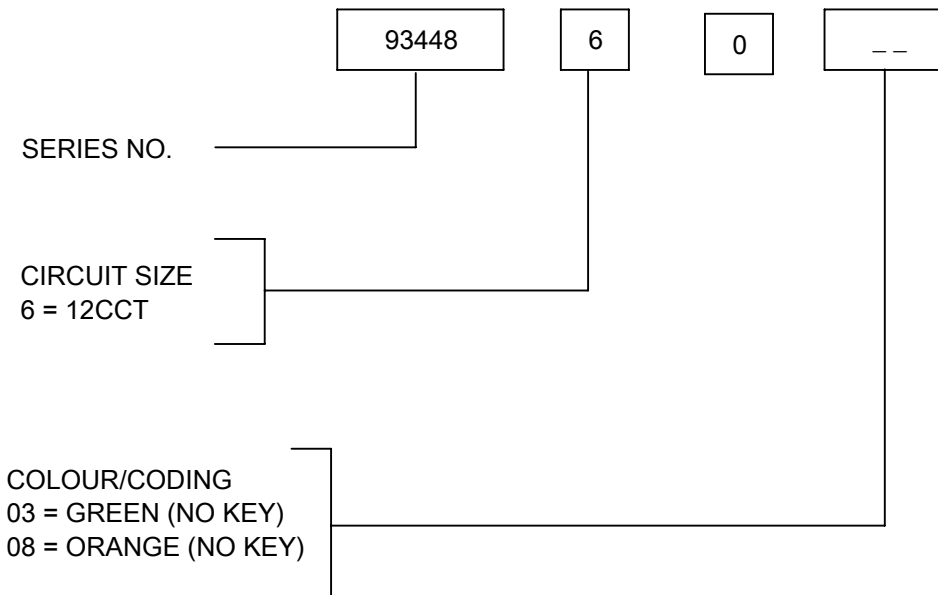 93448 6 0 _ _
SERIES NO.
CIRCUIT SIZE
6 = 12CCT
COLOUR/CODING
03 = GREEN (NO KEY)
08 = ORANGE (NO KEY)